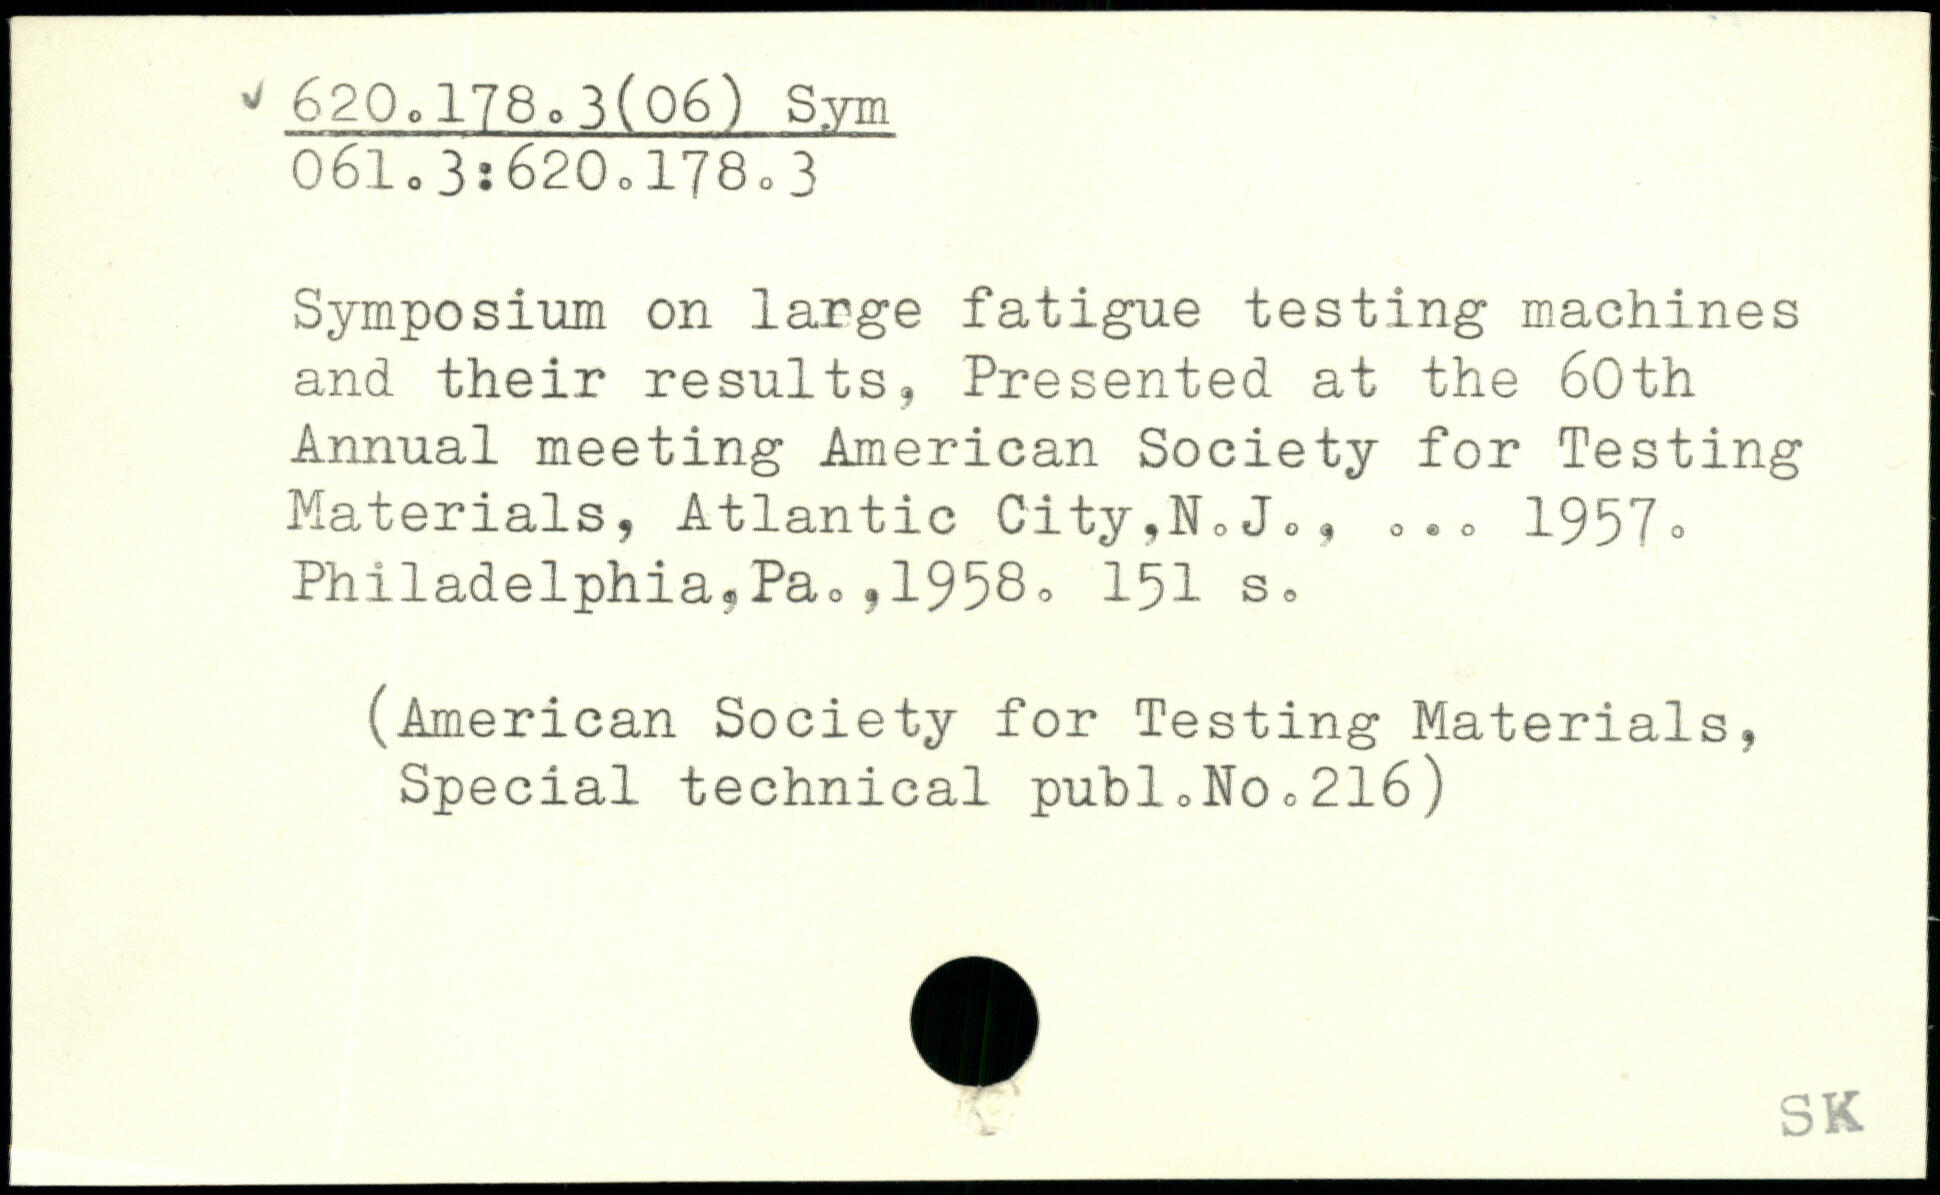 ✓ 620.178.3(06) Sym
061.3:620.178.3
Symposium on large fatigue testing machines
and their results, Presented at the 60th
Annual meeting American Society for Testing
Materials, Atlantic City,N.J., ... 1957.
Philadelphia,Pa.,1958. 151 s.
(American Society for Testing Materials,
Special technical publ.No.216)
SK